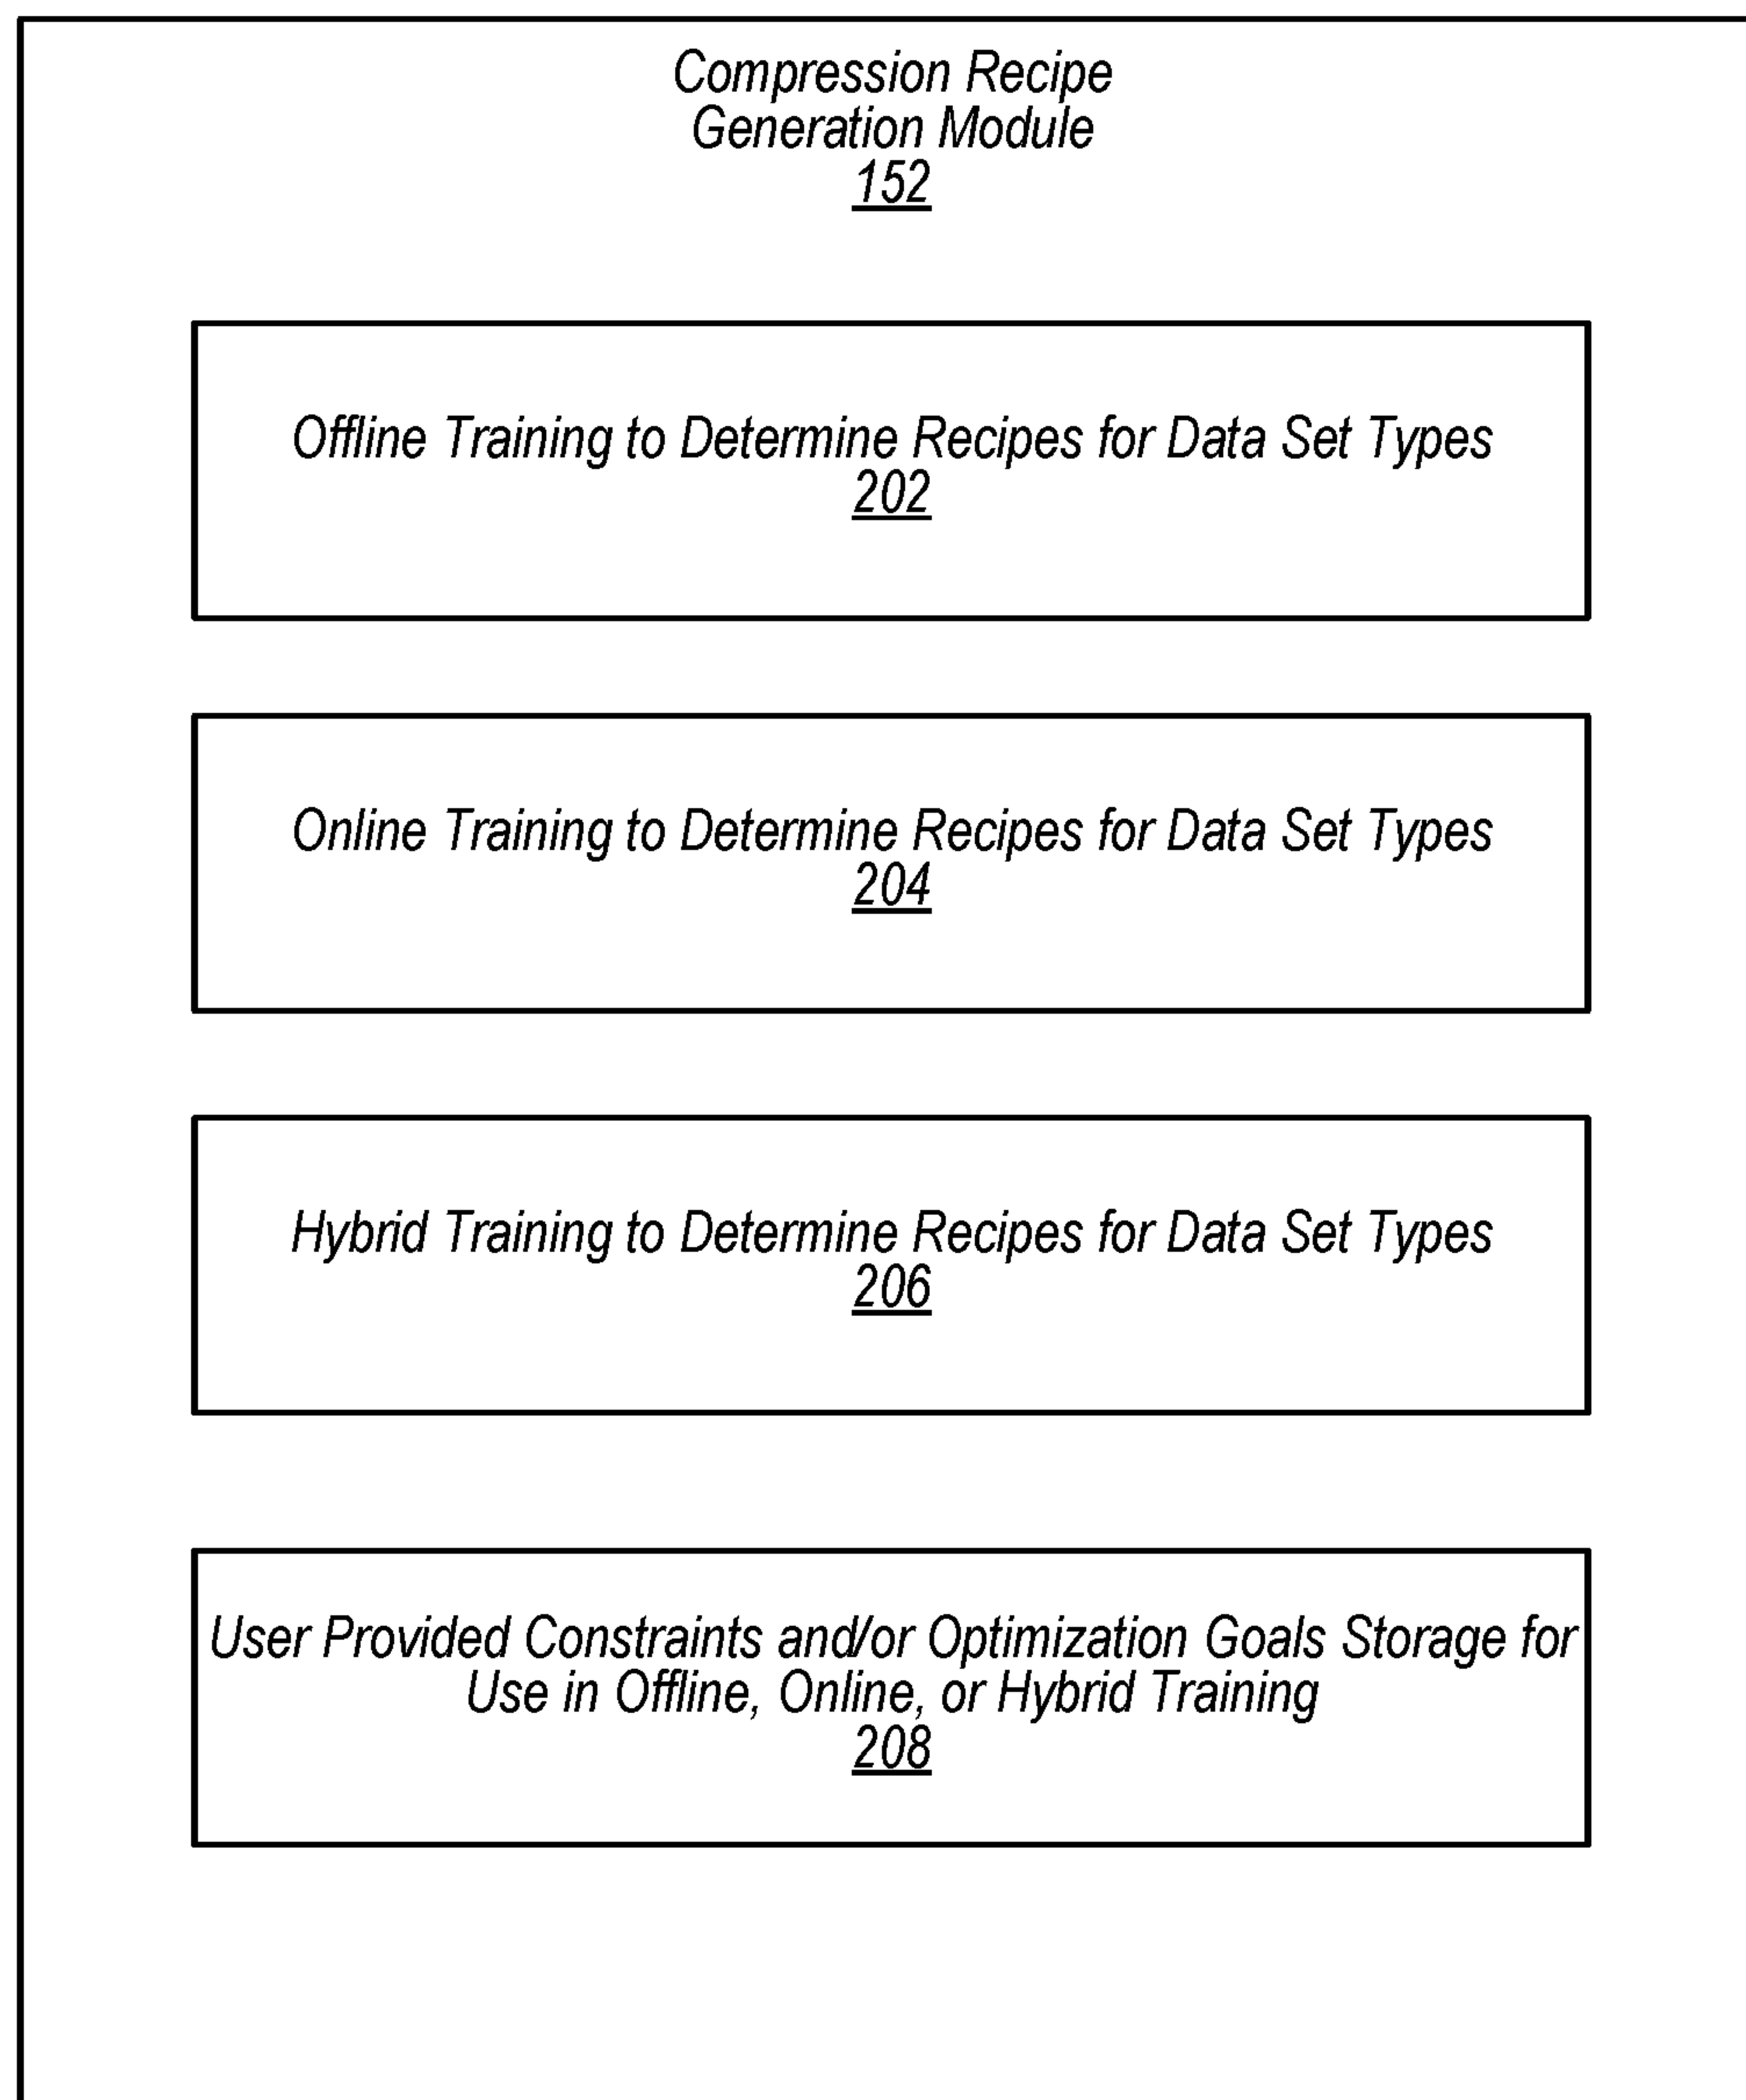 Compression Recipe
Generation Module
152
Offline Training to Determine Recipes for Data Set Types
202
Online Training to Determine Recipes for Data Set Types
204
Hybrid Training to Determine Recipes for Data Set Types
206
User Provided Constraints and/or Optimization Goals Storage for
Use in Offline, Online, or Hybrid Training
208